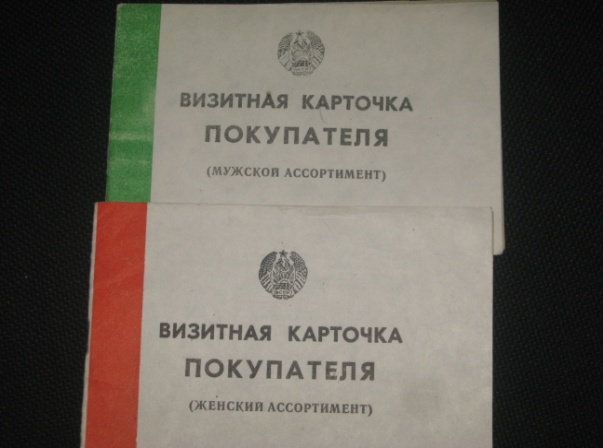 ВИЗИТНАЯ КАРТОЧКА
ПОКУПАТЕЛЯ
(МУЖСКОЙ АССОРТИМЕНТ)
ВИЗИТНАЯ КАРТОЧКА
ПОКУПАТЕЛЯ
(ЖЕНСКИЙ АССОРТИМЕНТ)